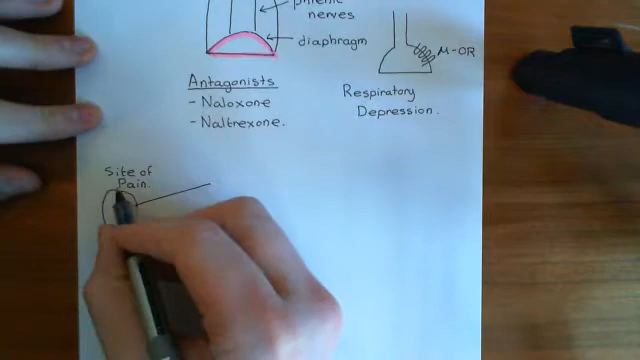 phrenic
nerves
diaphragm
μ-OR
Antagonists
- Naloxone
- Naltrexone.
Respiratory
Depression.
Site of
Pain.